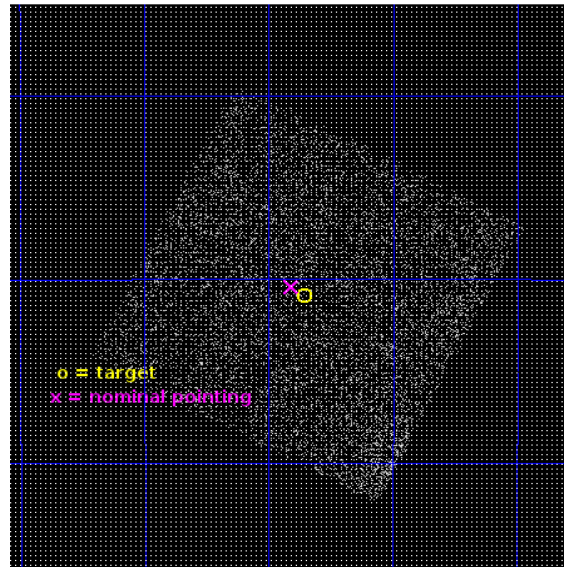 o = target
x = nominal pointing